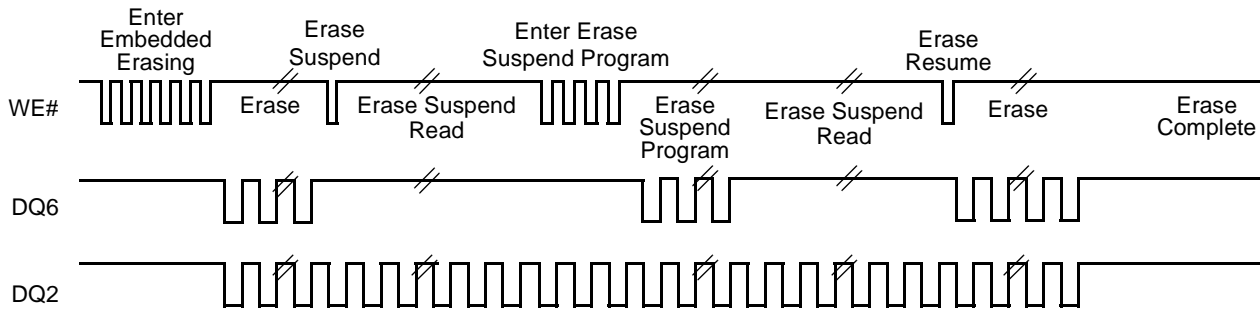 Enter
Embedded
Erasing
Erase
Suspend
Enter Erase
Suspend Program
Erase
Resume
WE#
Erase
Erase Suspend
Read
Erase
Suspend
Program
Erase Suspend
Read
Erase
Erase
Complete
DQ6
DQ2